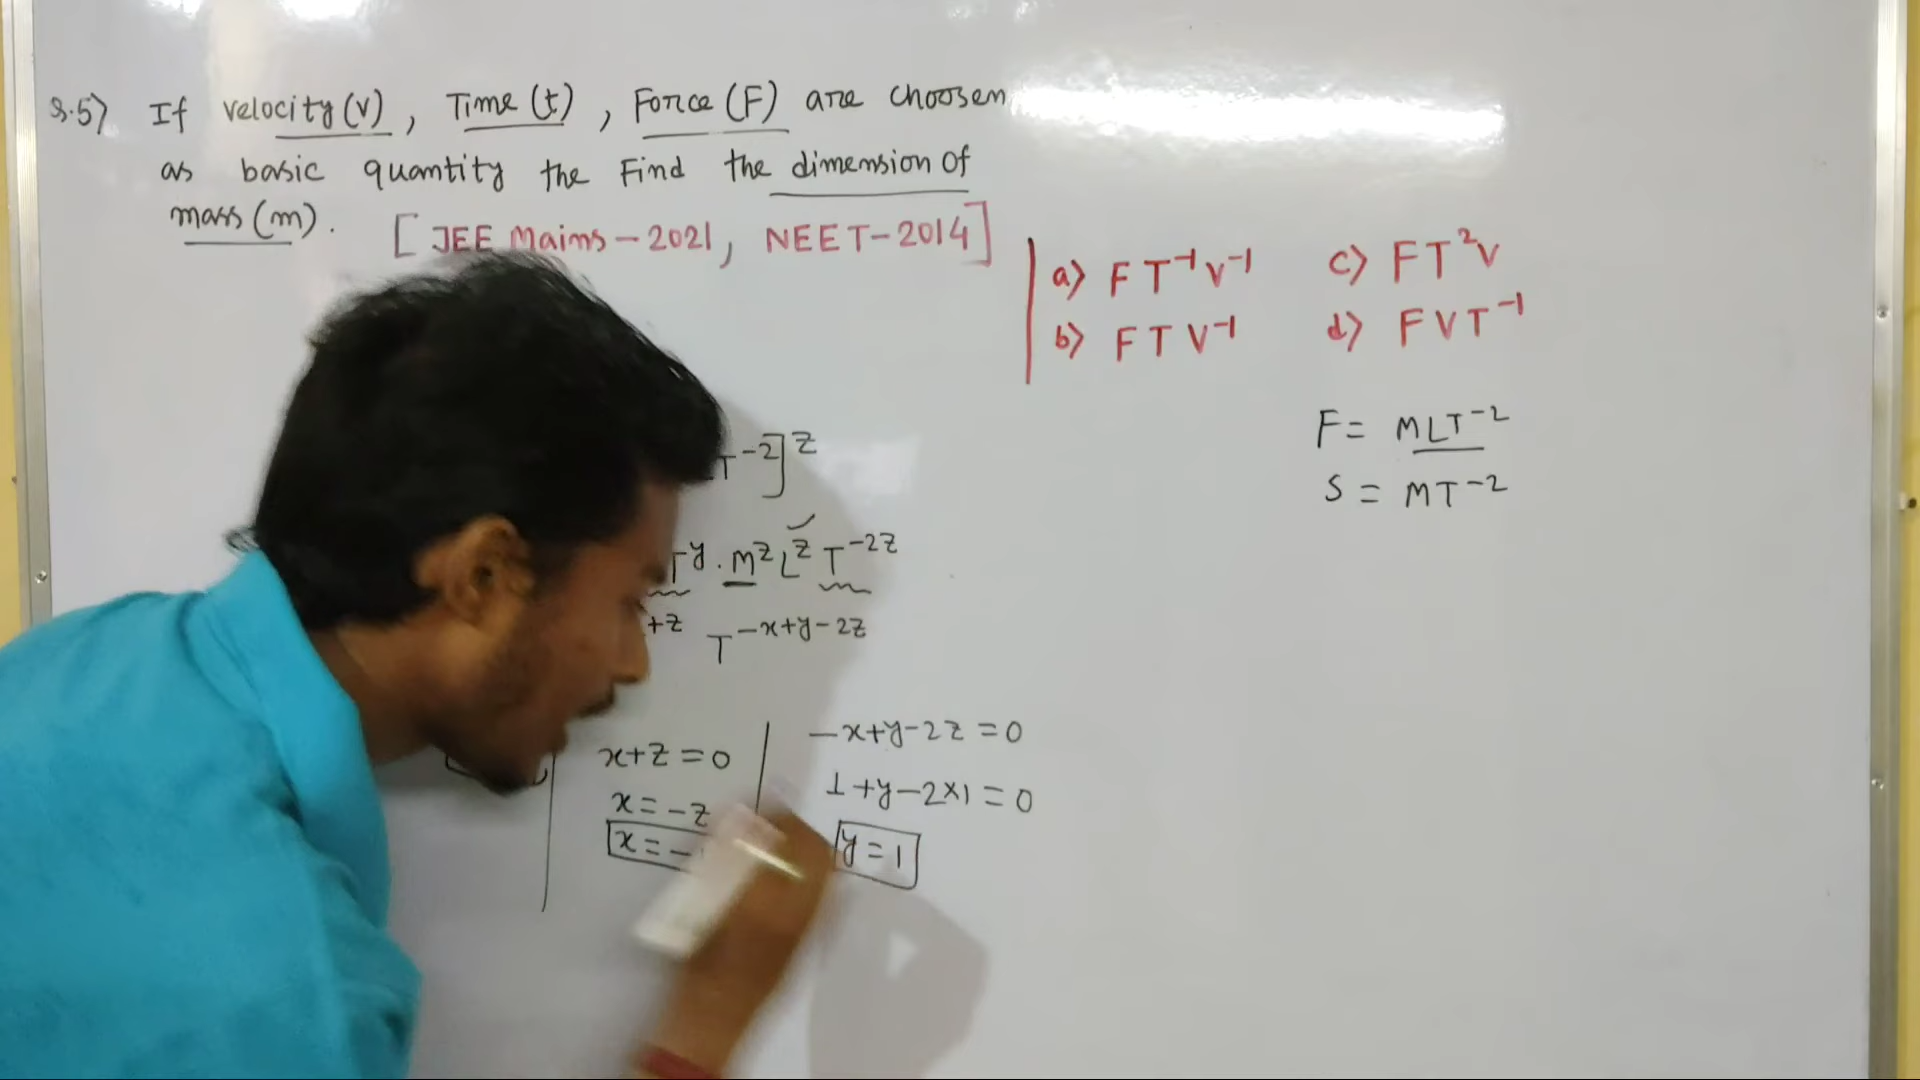 Q.5) If velocity (v), Time (t), Force (F) are choosen
as basic quantity the Find the dimension of
mass (m). [JEE Mains-2021, NEET-2014]
a) F T⁻¹ V⁻¹
b) F T V⁻¹
c) F T² V
d) F V T⁻¹
F = MLT⁻²
S = MT⁻²
T⁻²]ᶻ
Tʸ . Mᶻ Lᶻ T⁻²ᶻ
+z T^-x+y-2z
x+z = 0
x = -z
x = -
-x+y-2z = 0
1+y-2×1 = 0
y = 1